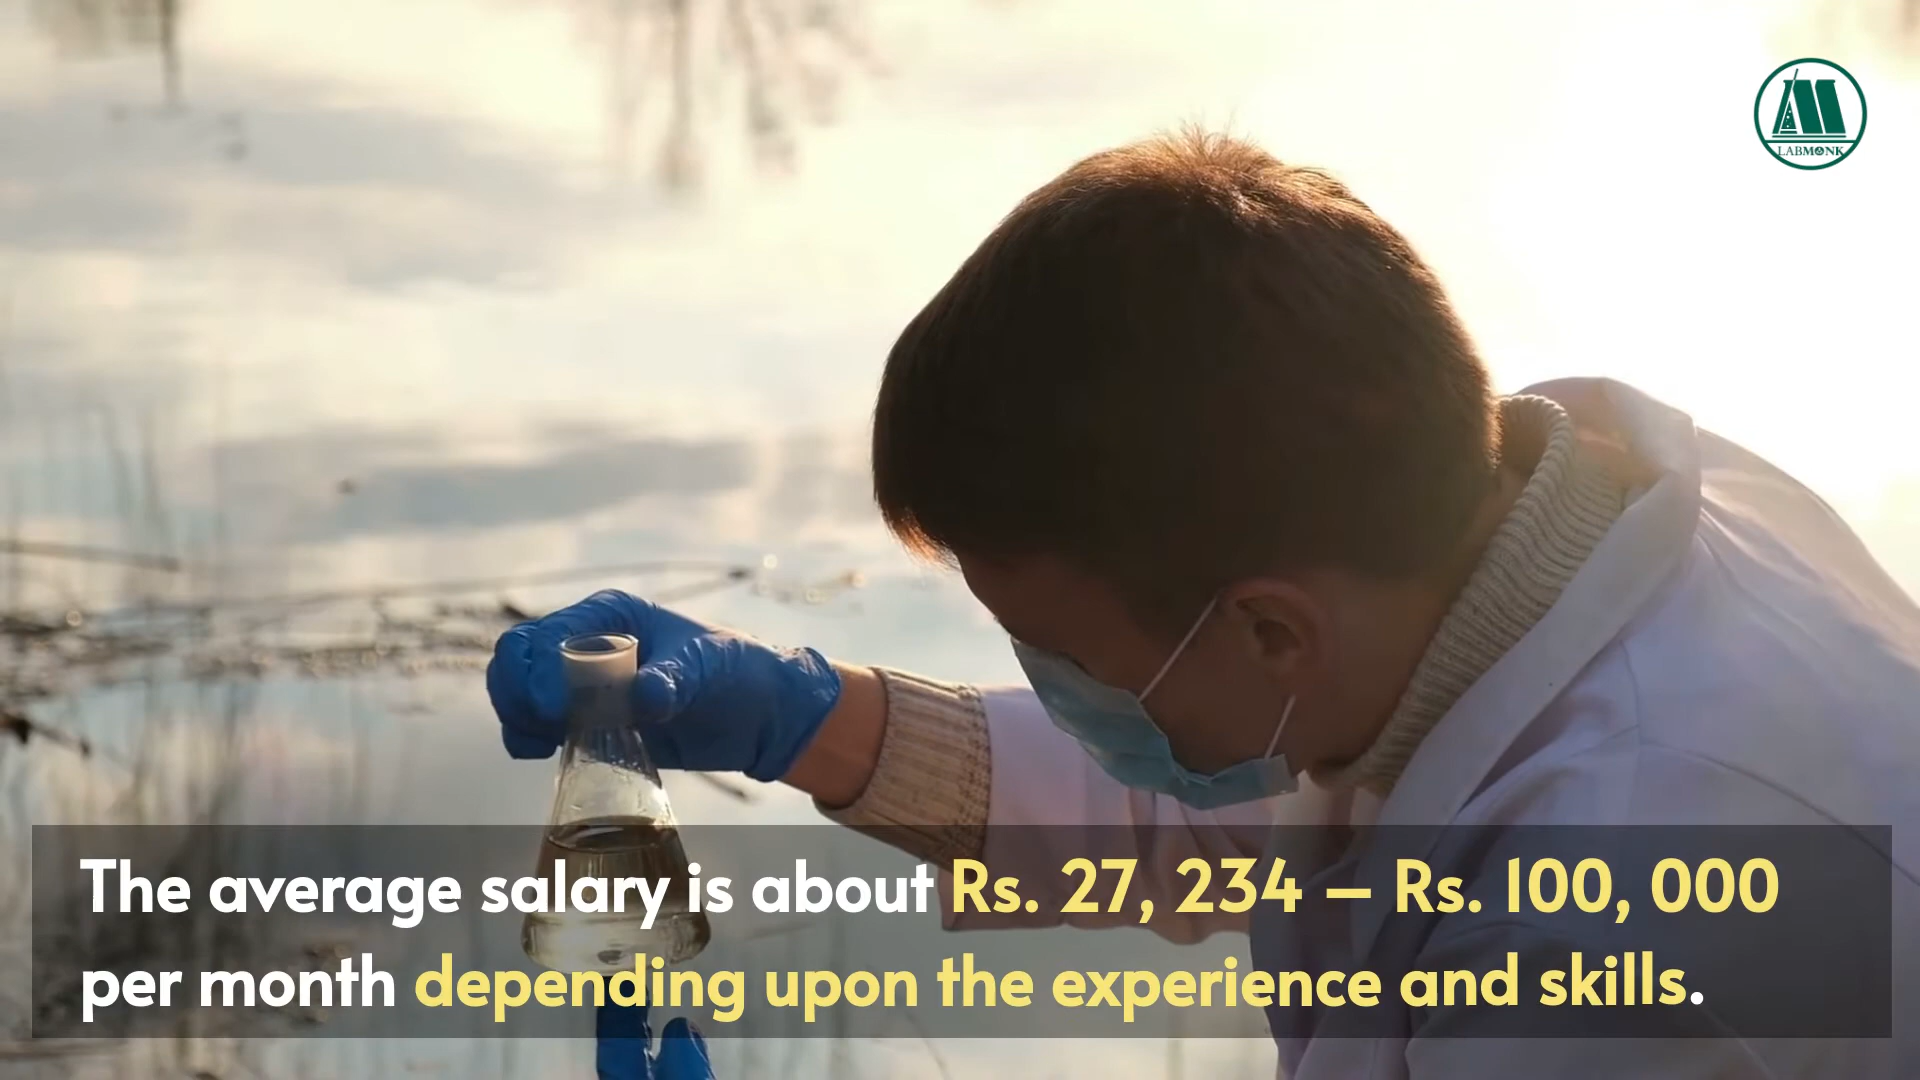 LABMONK
The average salary is about Rs. 27, 234 – Rs. 100, 000
per month depending upon the experience and skills.